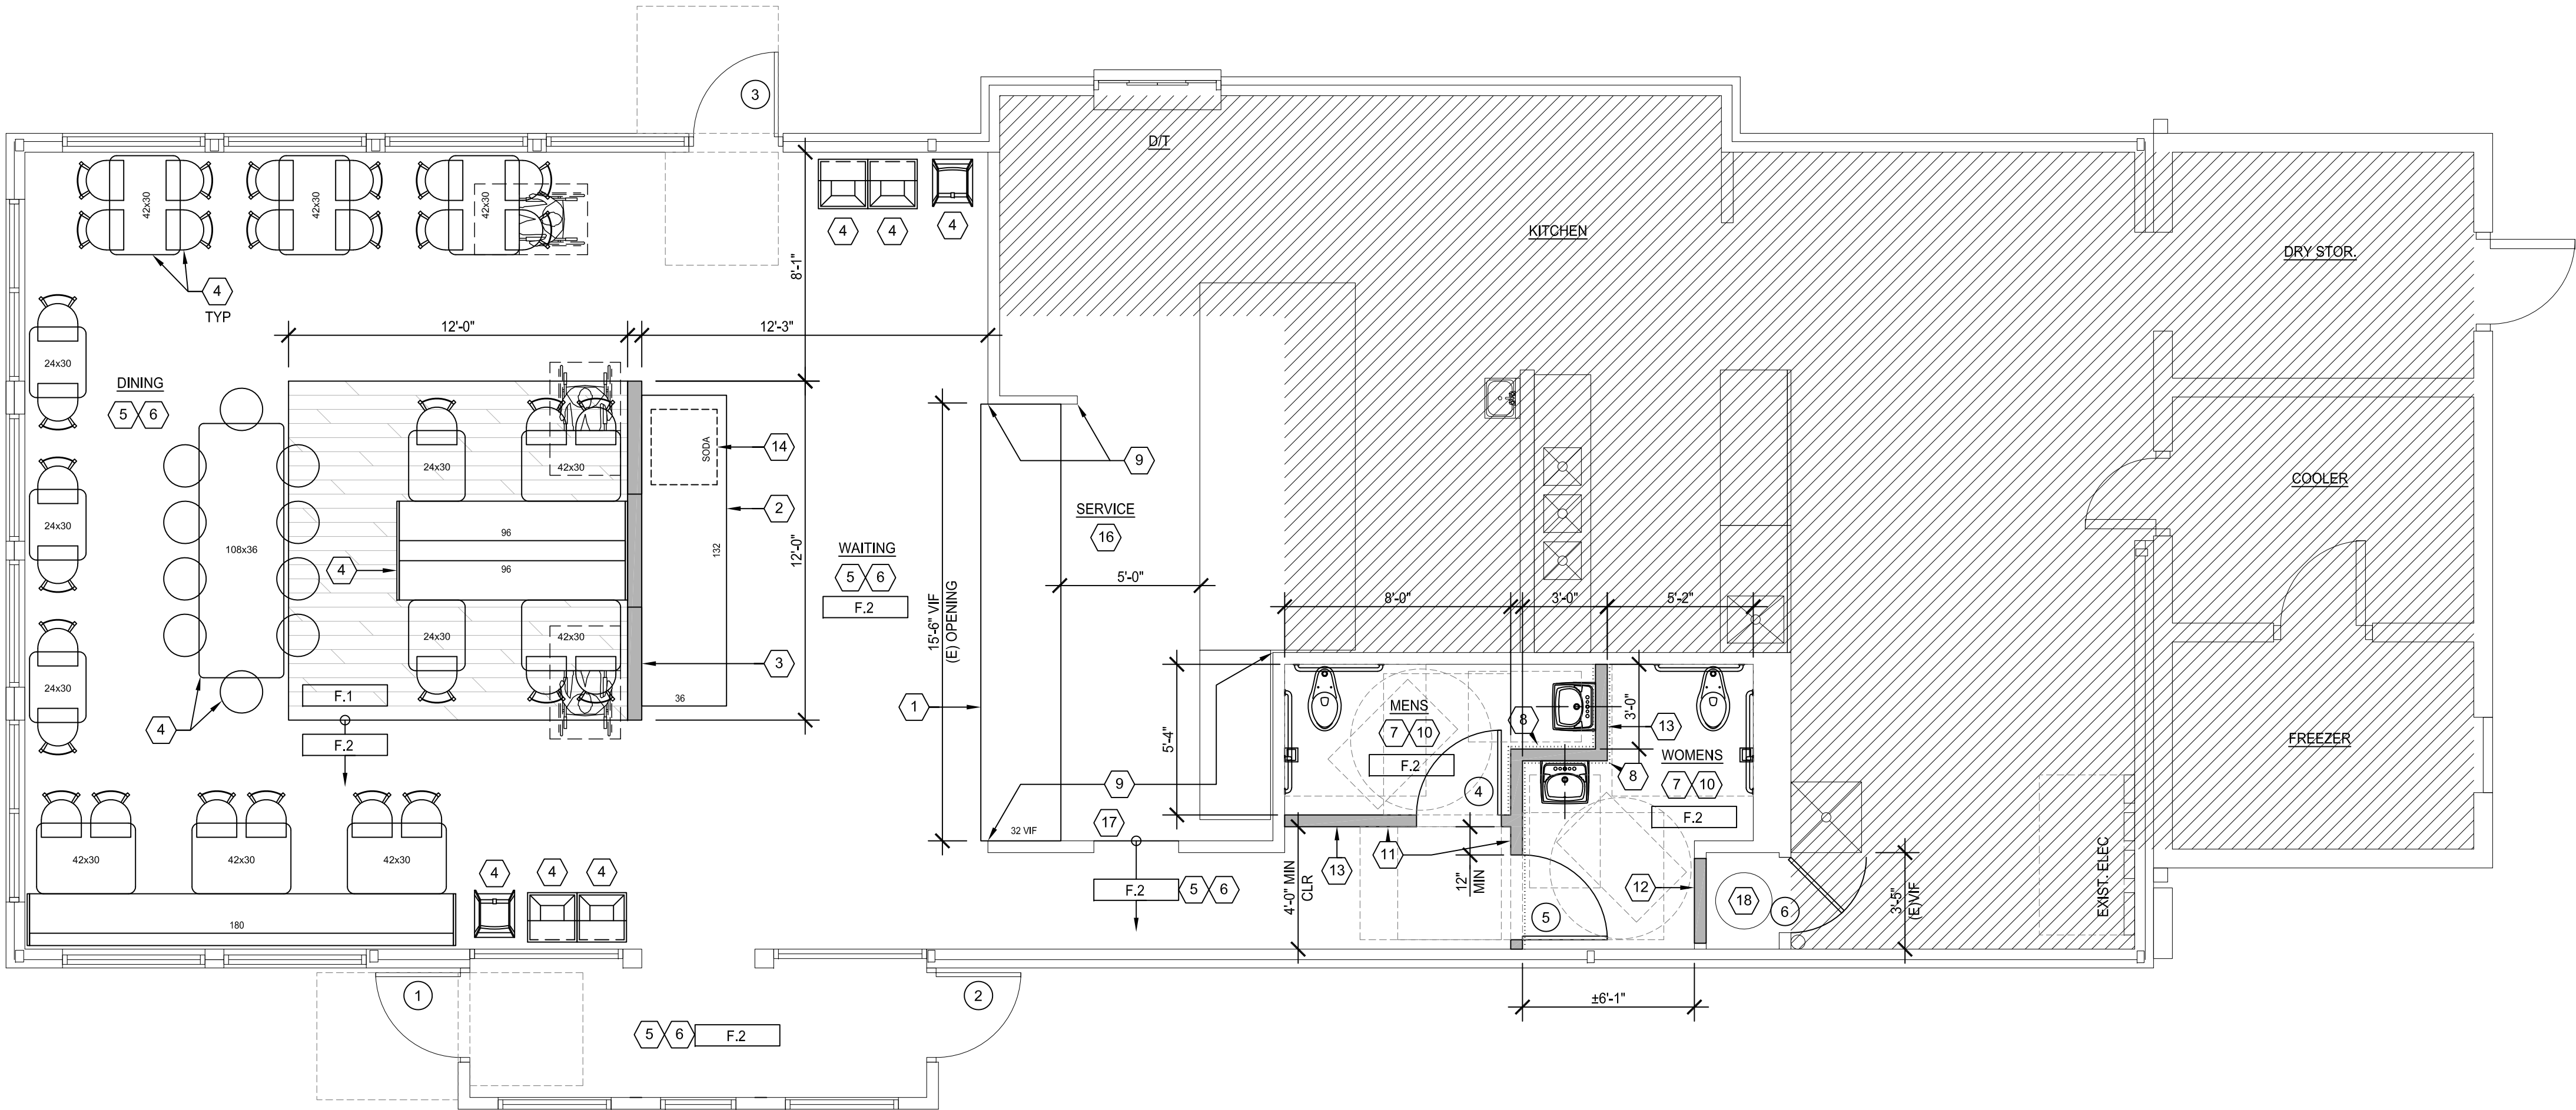 3
D/T
42x30
42x30
42x30
4
4
4
KITCHEN
DRY STOR.
8'-1"
4
TYP
12'-0"
12'-3"
24x30
DINING
5
6
24x30
42x30
SODA
14
9
COOLER
2
SERVICE
16
24x30
108x36
96
132
12'-0"
WAITING
5
6
F.2
4
96
5'-0"
15'-6" VIF
(E) OPENING
8'-0"
3'-0"
5'-2"
24x30
42x30
3
24x30
F.1
36
1
MENS
7
10
F.2
8
3'-0"
13
WOMENS
7
10
F.2
8
5'-4"
4
F.2
FREEZER
9
4
17
32 VIF
11
13
12"
MIN
4'-0" MIN
CLR
42x30
42x30
42x30
4
4
4
F.2
5
6
12
18
6
3'-5"
(E)VIF
EXIST. ELEC
5
180
1
2
±6'-1"
5
6
F.2